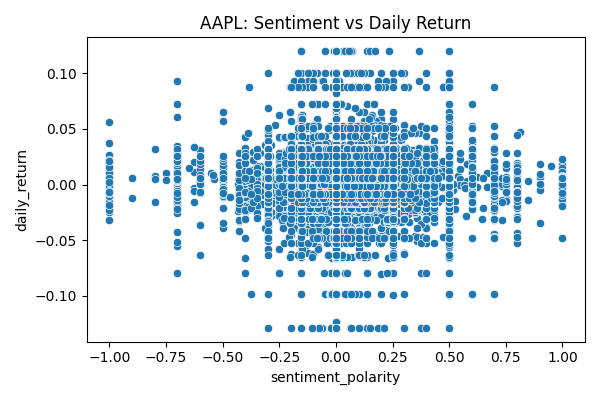 AAPL: Sentiment vs Daily Return
daily_return
0.10
0.05
0.00
−0.05
−0.10
−1.00 −0.75 −0.50 −0.25 0.00 0.25 0.50 0.75 1.00
sentiment_polarity